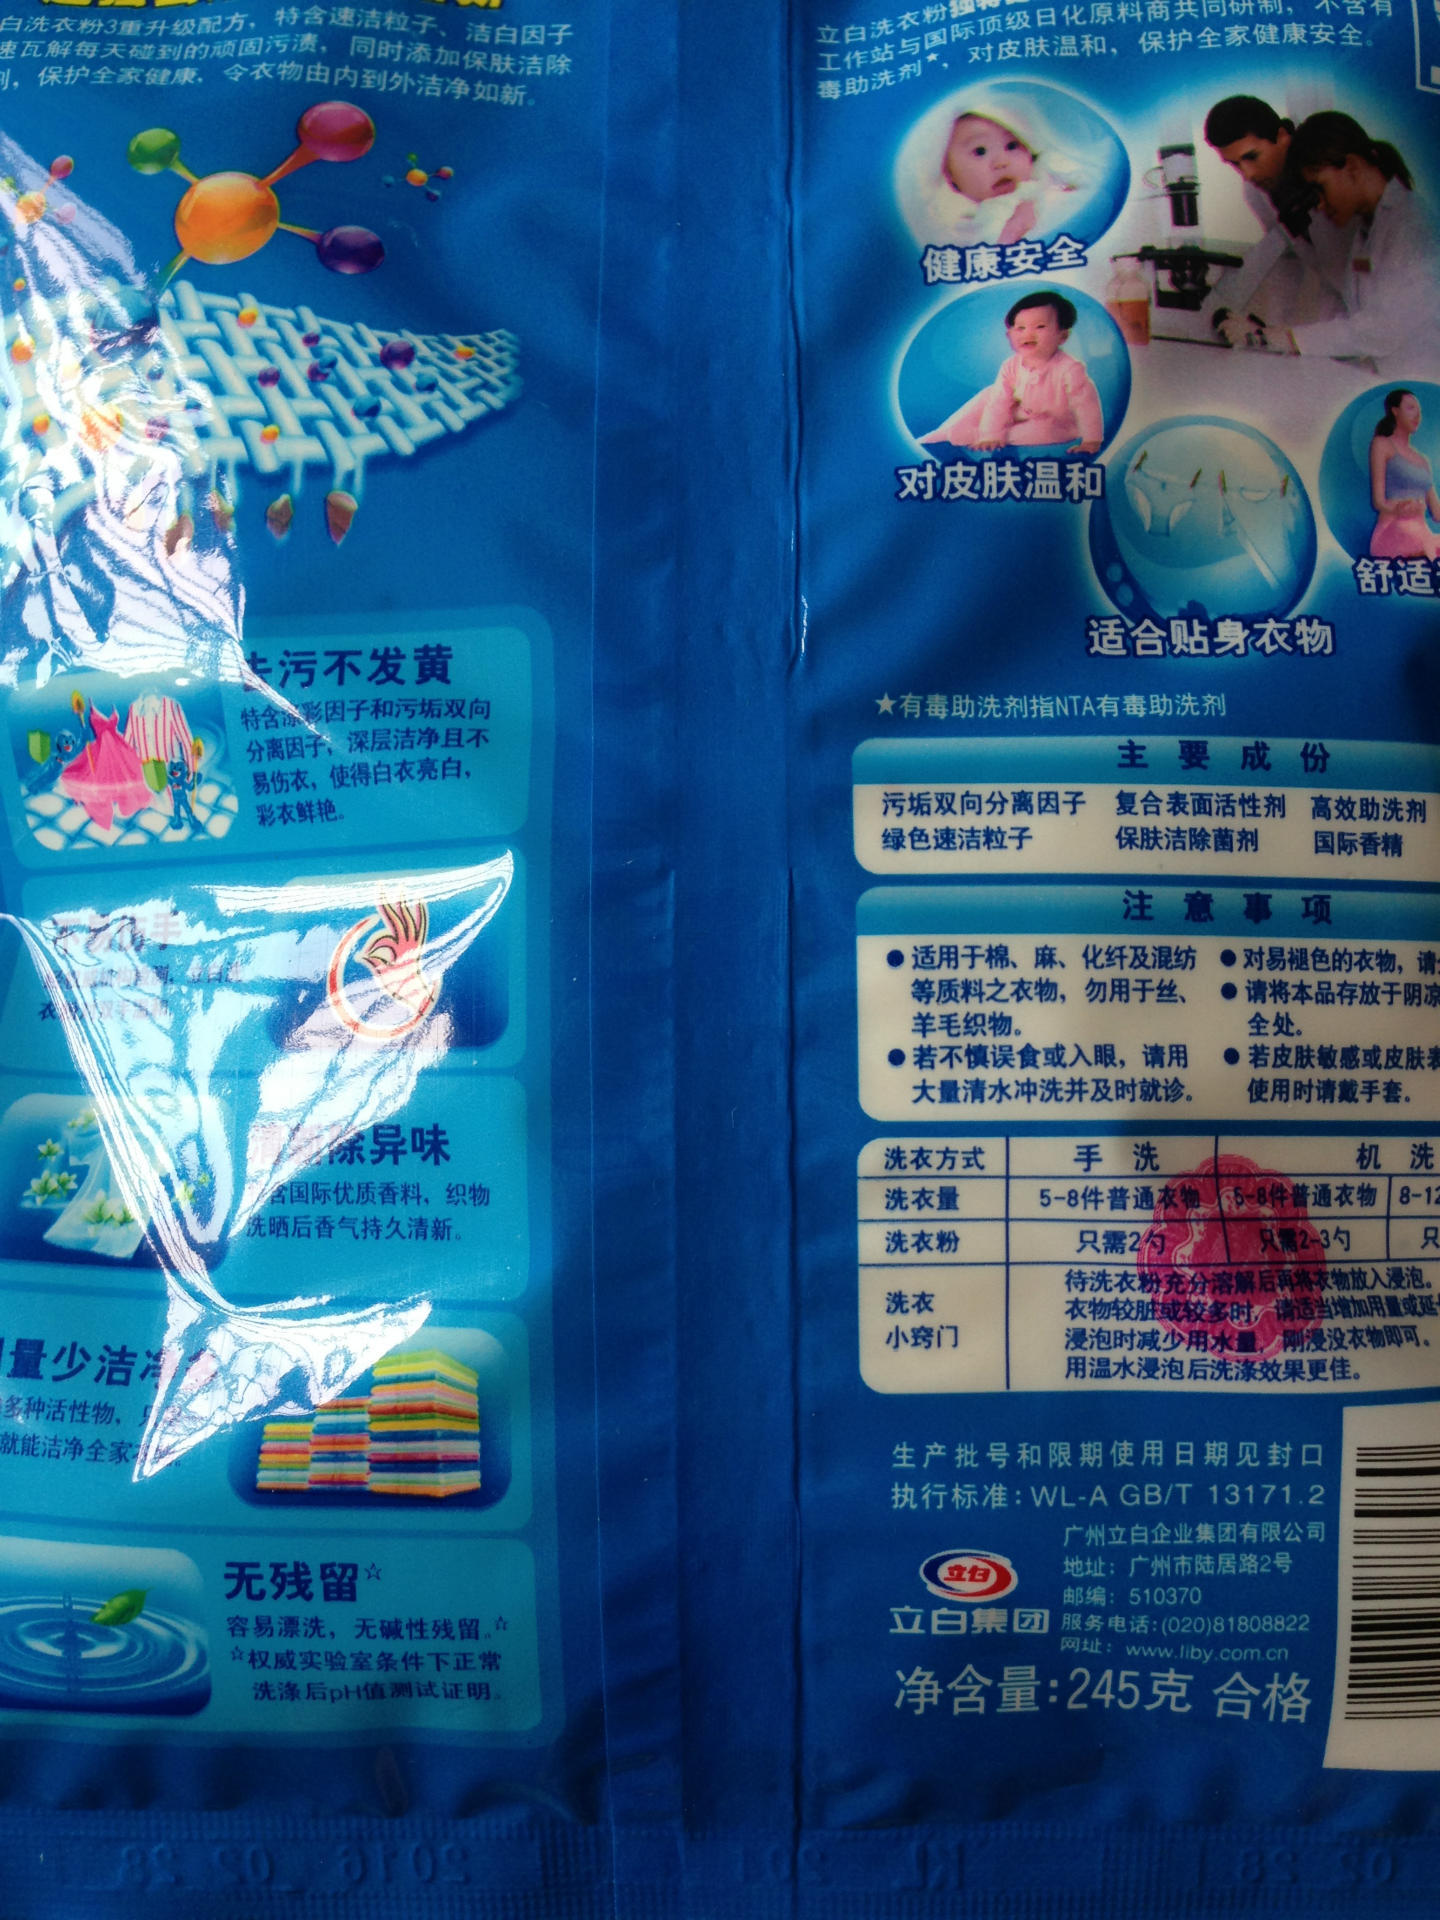 白洗衣粉3重升级配方，特含速洁粒子、洁白因子
速瓦解每天碰到的顽固污渍，同时添加保肤洁除
剂，保护全家健康，令衣物由内到外洁净如新。
去污不发黄
特含漂彩因子和污垢双向
分离因子，深层洁净且不
易伤衣，使得白衣亮白，
彩衣鲜艳。
除异味
含国际优质香料，织物
洗晒后香气持久清新。
量少洁净
多种活性物，
就能洁净全家
无残留☆
容易漂洗，无碱性残留。☆
☆权威实验室条件下正常
洗涤后pH值测试证明。
立白洗衣粉独特
工作站与国际顶级日化原料商共同研制，不含有
毒助洗剂★，对皮肤温和，保护全家健康安全。
健康安全
对皮肤温和
适合贴身衣物
舒适
★有毒助洗剂指NTA有毒助洗剂
主要成份
污垢双向分离因子 复合表面活性剂 高效助洗剂
绿色速洁粒子 保肤洁除菌剂 国际香精
注意事项
●适用于棉、麻、化纤及混纺
等质料之衣物，勿用于丝、
羊毛织物。
●若不慎误食或入眼，请用
大量清水冲洗并及时就诊。
●对易褪色的衣物，请
●请将本品存放于阴凉
全处。
●若皮肤敏感或皮肤表
使用时请戴手套。
洗衣方式 手洗 机洗
洗衣量 5-8件普通衣物 5-8件普通衣物 8-12
洗衣粉 只需2勺 只需2-3勺 只
洗衣
小窍门
待洗衣粉充分溶解后再将衣物放入浸泡。
衣物较脏或较多时，请适当增加用量或延
浸泡时减少用水量，刚浸没衣物即可。
用温水浸泡后洗涤效果更佳。
生产批号和限期使用日期见封口
执行标准：WL-A GB/T 13171.2
立白
立白集团
广州立白企业集团有限公司
地址：广州市陆居路2号
邮编：510370
服务电话：(020)81808822
网址：www.liby.com.cn
净含量：245克 合格
2016 02 28